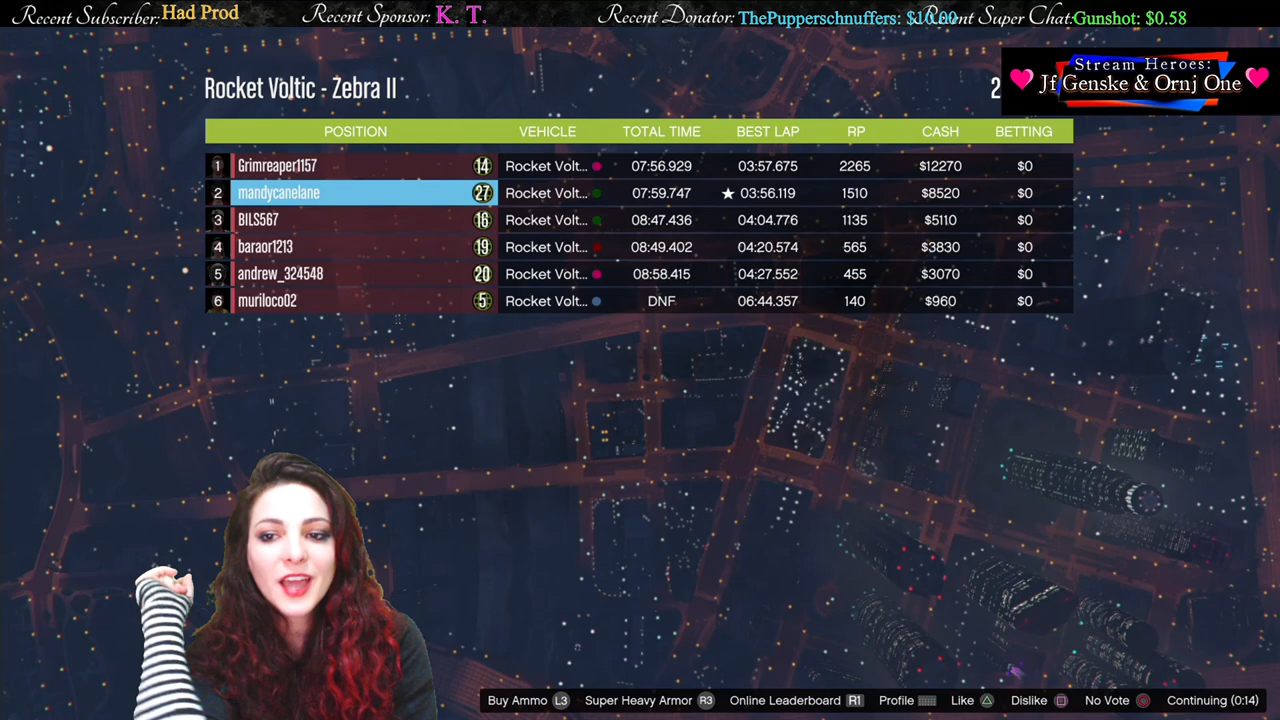 Recent Subscriber: Had Prod Recent Sponsor: K. T. Recent Donator: ThePupperschnuffers: $10.00 Recent Super Chat: Gunshot: $0.58
Stream Heroes:
Jf Genske & Ornj One
Rocket Voltic - Zebra II 2
POSITION VEHICLE TOTAL TIME BEST LAP RP CASH BETTING
1 Grimreaper1157 14 Rocket Volt... 07:56.929 03:57.675 2265 $12270 $0
2 mandycanelane 27 Rocket Volt... 07:59.747 ★ 03:56.119 1510 $8520 $0
3 BILS567 16 Rocket Volt... 08:47.436 04:04.776 1135 $5110 $0
4 baraor1213 19 Rocket Volt... 08:49.402 04:20.574 565 $3830 $0
5 andrew_324548 20 Rocket Volt... 08:58.415 04:27.552 455 $3070 $0
6 muriloco02 5 Rocket Volt... DNF 06:44.357 140 $960 $0
Buy Ammo L3 Super Heavy Armor R3 Online Leaderboard R1 Profile Like Dislike No Vote Continuing (0:14)